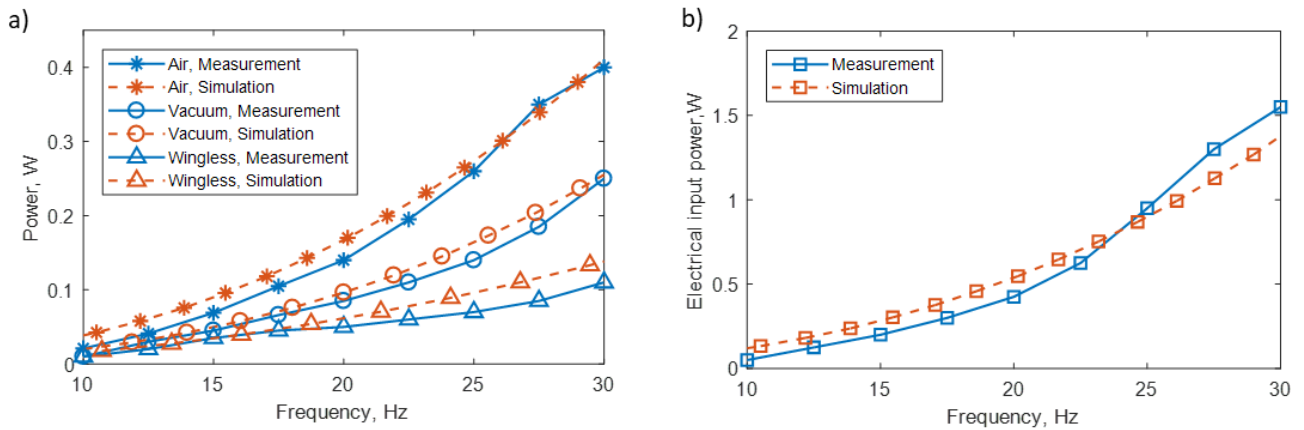 a)
Power, W
0.4
0.3
0.2
0.1
0
Air, Measurement
Air, Simulation
Vacuum, Measurement
Vacuum, Simulation
Wingless, Measurement
Wingless, Simulation
10 15 20 25 30
Frequency, Hz
b)
Electrical input power,W
2
1.5
1
0.5
0
Measurement
Simulation
10 15 20 25 30
Frequency, Hz